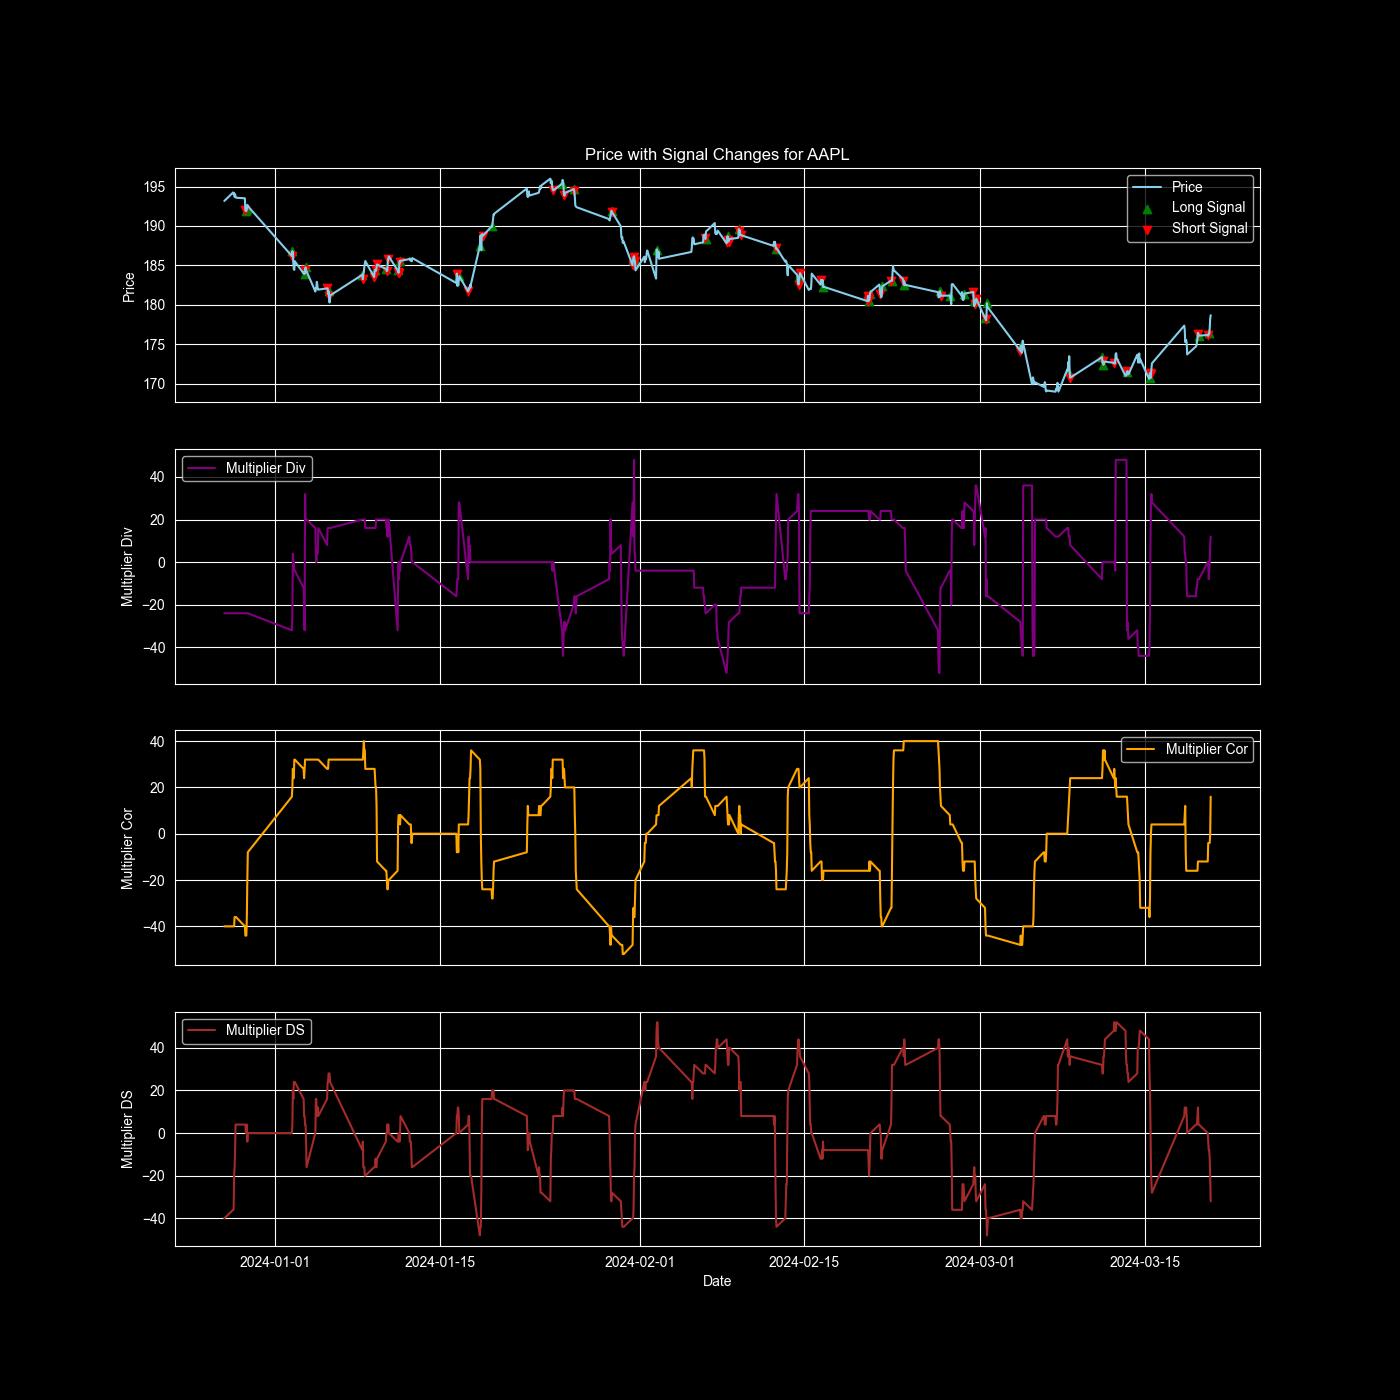 Price with Signal Changes for AAPL
195
190
185
180
175
170
Price
Price
Long Signal
Short Signal
40
20
0
−20
−40
Multiplier Div
Multiplier Div
40
20
0
−20
−40
Multiplier Cor
Multiplier Cor
40
20
0
−20
−40
Multiplier DS
Multiplier DS
2024-01-01 2024-01-15 2024-02-01 2024-02-15 2024-03-01 2024-03-15
Date